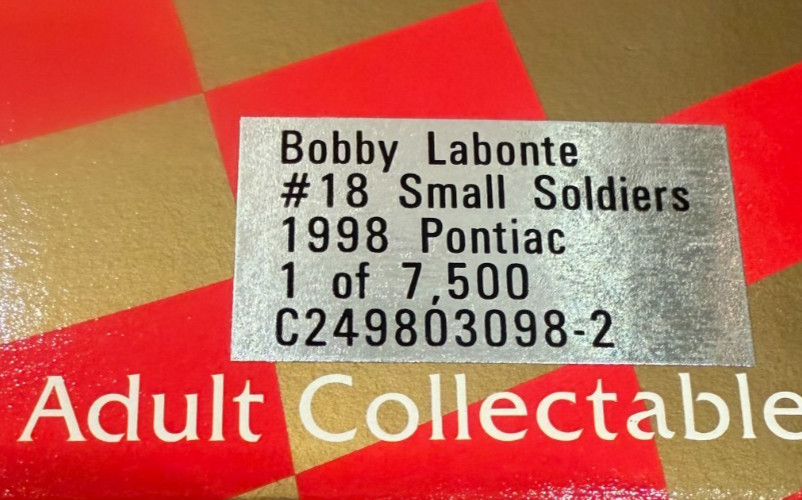 Bobby Labonte
#18 Small Soldiers
1998 Pontiac
1 of 7,500
C249803098-2
Adult Collectable